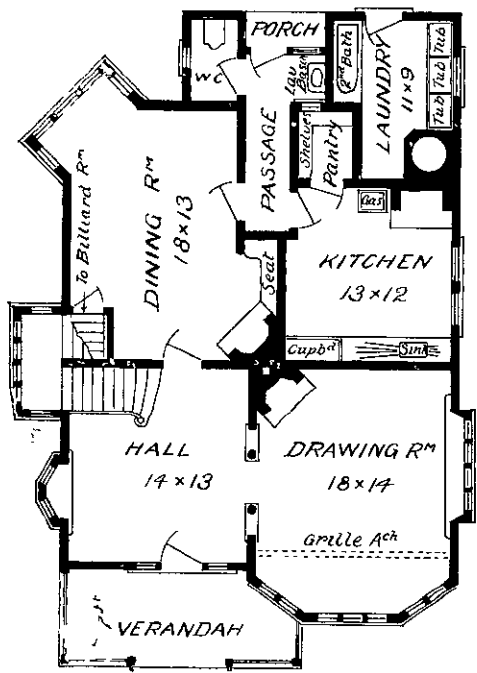 PORCH
WC
Lav
Basin
2nd Bath
LAUNDRY
11×9
Tub
Tub
Tub
PASSAGE
Shelves
Pantry
To Billiard Rm
DINING RM
18×13
Seat
Gas
KITCHEN
13×12
Cupbd
Sink
HALL
14×13
DRAWING RM
18×14
Grille Ach
VERANDAH